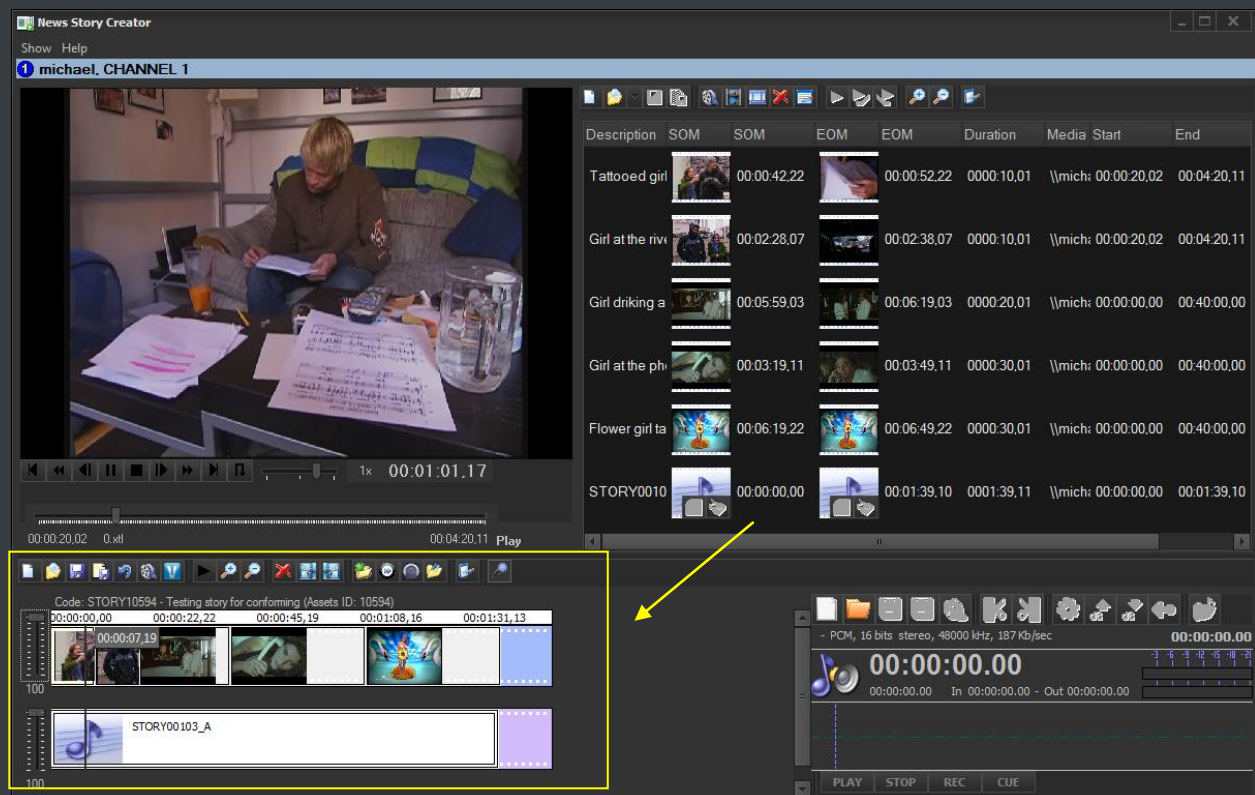 News Story Creator
Show Help
1 michael, CHANNEL 1
Description SOM SOM EOM EOM Duration Media Start End
Tattooed girl 00:00:42,22 00:00:52,22 0000:10,01 \\mich: 00:00:20,02 00:04:20,11
Girl at the rive 00:02:28,07 00:02:38,07 0000:10,01 \\mich: 00:00:20,02 00:04:20,11
Girl driking a 00:05:59,03 00:06:19,03 0000:20,01 \\mich: 00:00:00,00 00:40:00,00
Girl at the pho 00:03:19,11 00:03:49,11 0000:30,01 \\mich: 00:00:00,00 00:40:00,00
Flower girl ta 00:06:19,22 00:06:49,22 0000:30,01 \\mich: 00:00:00,00 00:40:00,00
STORY0010 00:00:00,00 00:01:39,10 0001:39,11 \\mich: 00:00:00,00 00:01:39,10
1x 00:01:01,17
00:00:20,02 0.xtl 00:04:20,11 Play
Code: STORY10594 - Testing story for conforming (Assets ID: 10594)
00:00:00,00 00:00:22,22 00:00:45,19 00:01:08,16 00:01:31,13
00:00:07,19
100
STORY00103_A
100
- PCM, 16 bits stereo, 48000 kHz, 187 Kb/sec 00:00:00.00
-3 -6 -9 -12 -15 -18 -21
00:00:00.00
00:00:00.00 In 00:00:00.00 - Out 00:00:00.00
PLAY STOP REC CUE